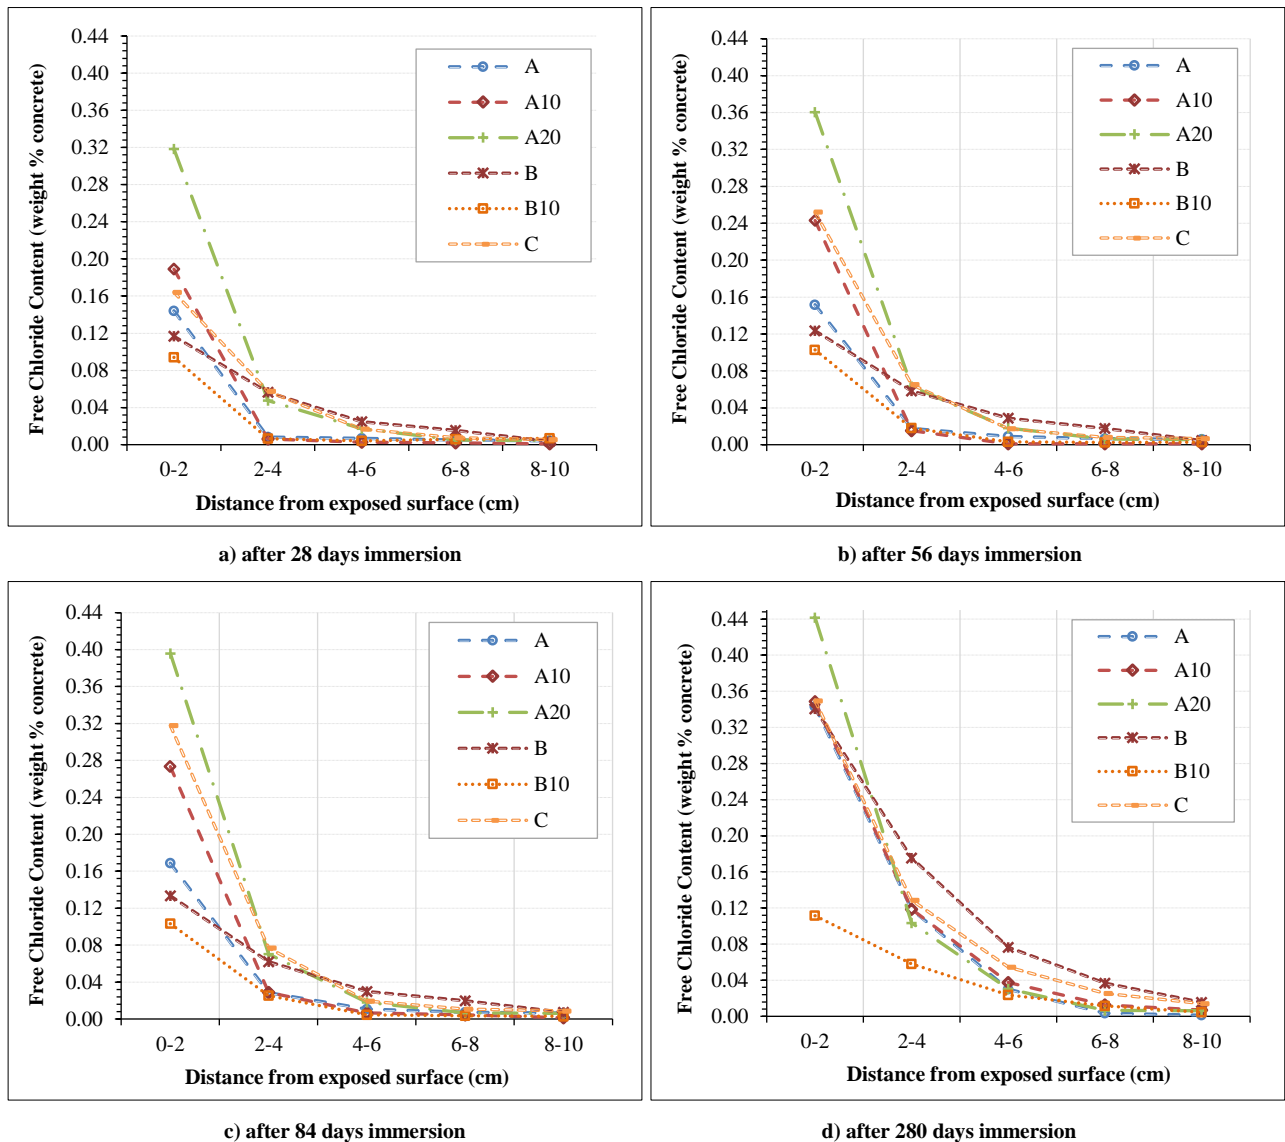 Free Chloride Content (weight % concrete)
0.44
0.40
0.36
0.32
0.28
0.24
0.20
0.16
0.12
0.08
0.04
0.00
A
A10
A20
B
B10
C
0-2 2-4 4-6 6-8 8-10
Distance from exposed surface (cm)
a) after 28 days immersion
Free Chloride Content (weight % concrete)
0.44
0.40
0.36
0.32
0.28
0.24
0.20
0.16
0.12
0.08
0.04
0.00
A
A10
A20
B
B10
C
0-2 2-4 4-6 6-8 8-10
Distance from exposed surface (cm)
b) after 56 days immersion
Free Chloride Content (weight % concrete)
0.44
0.40
0.36
0.32
0.28
0.24
0.20
0.16
0.12
0.08
0.04
0.00
A
A10
A20
B
B10
C
0-2 2-4 4-6 6-8 8-10
Distance from exposed surface (cm)
c) after 84 days immersion
Free Chloride Content (weight % concrete)
0.44
0.40
0.36
0.32
0.28
0.24
0.20
0.16
0.12
0.08
0.04
0.00
A
A10
A20
B
B10
C
0-2 2-4 4-6 6-8 8-10
Distance from exposed surface (cm)
d) after 280 days immersion